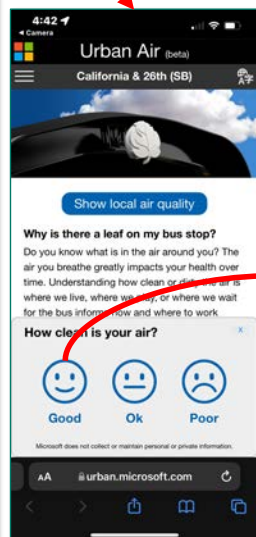 4:42
Camera
Urban Air (beta)
California & 26th (SB)
Show local air quality
Why is there a leaf on my bus stop?
Do you know what is in the air around you? The
air you breathe greatly impacts your health over
time. Understanding how clean or air is
where we live, where we or where we wait
for the bus how and where to work
How clean is your air?
x
Good Ok Poor
Microsoft does not collect or maintain personal or private information.
AA urban.microsoft.com